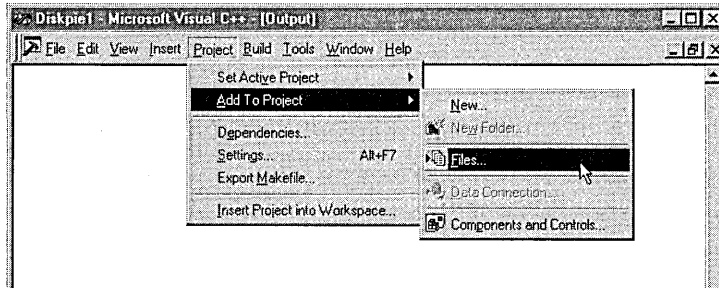 Diskpie1 - Microsoft Visual C++ - [Output]
File Edit View Insert Project Build Tools Window Help
Set Active Project
Add To Project
Dependencies...
Settings... Alt+F7
Export Makefile...
Insert Project into Workspace...
New...
New Folder...
Files...
Data Connection...
Components and Controls...